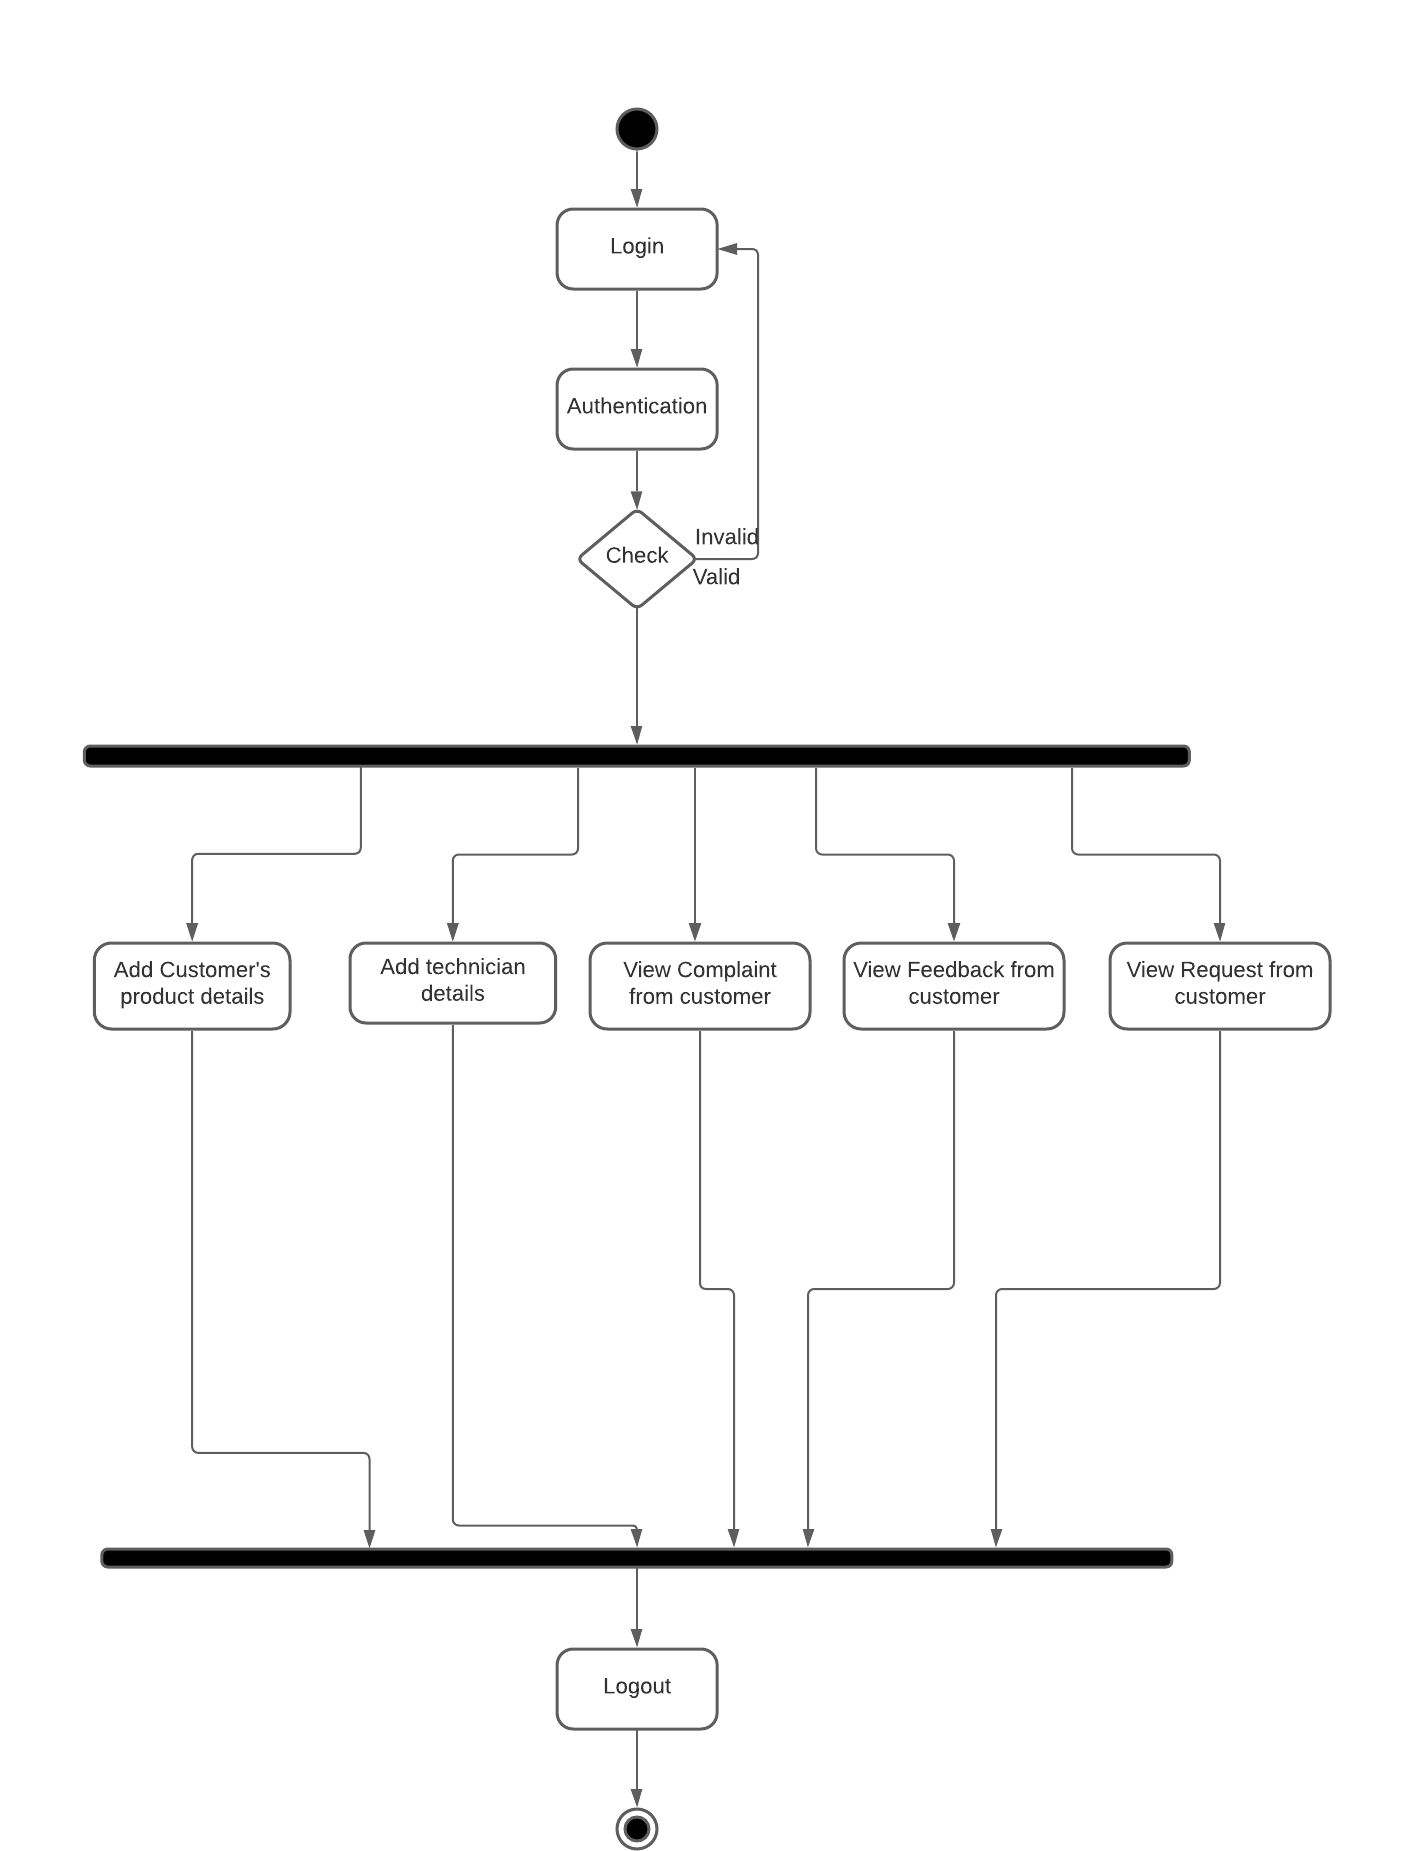 Login
Authentication
Invalid
Check
Valid
Add Customer's
product details
Add technician
details
View Complaint
from customer
View Feedback from
customer
View Request from
customer
Logout